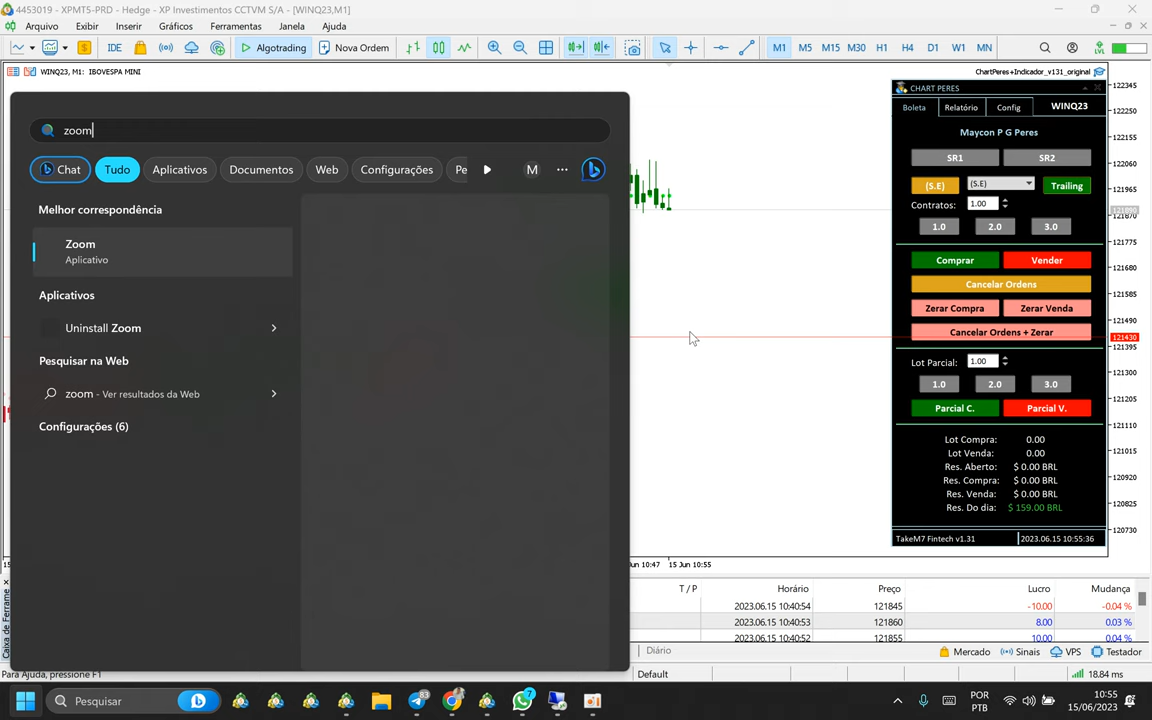 4453019 - XPMT5-PRD - Hedge - XP Investimentos CCTVM S/A - [WINQ23,M1]
Arquivo Exibir Inserir Gráficos Ferramentas Janela Ajuda
IDE Algotrading Nova Ordem M1 M5 M15 M30 H1 H4 D1 W1 MN LVL
WINQ23, M1: IBOVESPA MINI
ChartPeres+Indicador_v131_original
zoom
Chat Tudo Aplicativos Documentos Web Configurações Pe M
Melhor correspondência
Zoom
Aplicativo
Aplicativos
Uninstall Zoom
Pesquisar na Web
zoom - Ver resultados da Web
Configurações (6)
CHART PERES
Boleta Relatório Config WINQ23
Maycon P G Peres
SR1 SR2
(S.E) (S.E) Trailing
Contratos: 1.00
1.0 2.0 3.0
Comprar Vender
Cancelar Ordens
Zerar Compra Zerar Venda
Cancelar Ordens + Zerar
Lot Parcial: 1.00
1.0 2.0 3.0
Parcial C. Parcial V.
Lot Compra: 0.00
Lot Venda: 0.00
Res. Aberto: $ 0.00 BRL
Res. Compra: $ 0.00 BRL
Res. Venda: $ 0.00 BRL
Res. Do dia: $ 159.00 BRL
TakeM7 Fintech v1.31 2023.06.15 10:55:36
122345
122250
122155
122060
121965
121870
121775
121680
121585
121490
121430
121395
121300
121205
121110
121015
120920
120825
120730
15
un 10:47 15 Jun 10:55
Caixa de Ferrame
T / P Horário Preço Lucro Mudança
2023.06.15 10:40:54 121845 -10.00 -0.04 %
2023.06.15 10:40:53 121860 8.00 0.03 %
2023.06.15 10:40:52 121855 10.00 0.04 %
Diário Mercado Sinais VPS Testador
Para Ajuda, pressione F1 Default 18.84 ms
Pesquisar 83 7 POR 10:55
PTB 15/06/2023